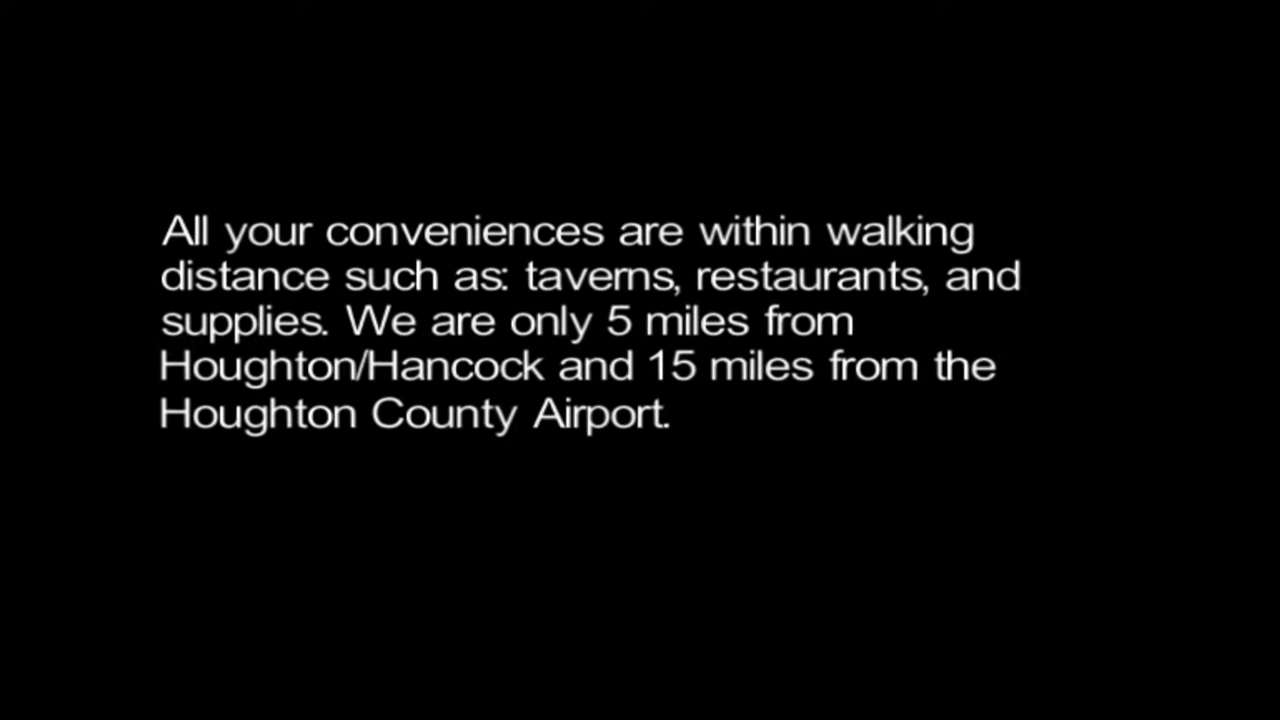 All your conveniences are within walking
distance such as: taverns, restaurants, and
supplies. We are only 5 miles from
Houghton/Hancock and 15 miles from the
Houghton County Airport.